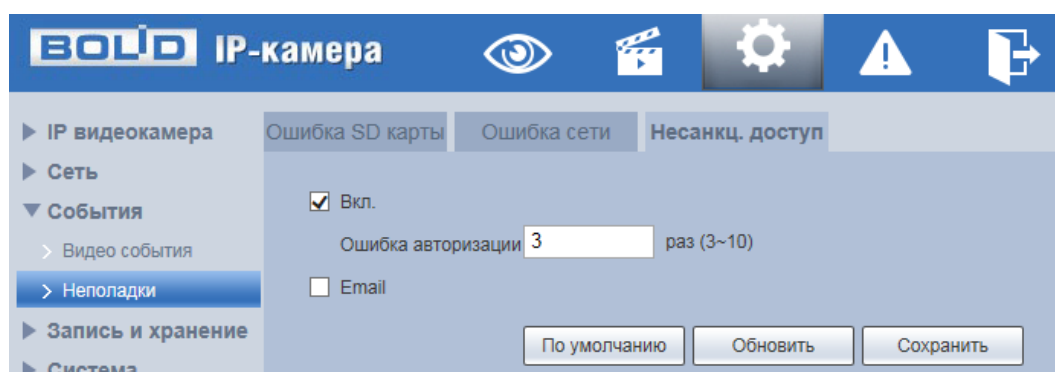 BOLID IP-камера
IP видеокамера
Сеть
События
Видео события
Неполадки
Запись и хранение
Система
Ошибка SD карты Ошибка сети Несанкц. доступ
Вкл.
Ошибка авторизации 3 раз (3~10)
Email
По умолчанию Обновить Сохранить